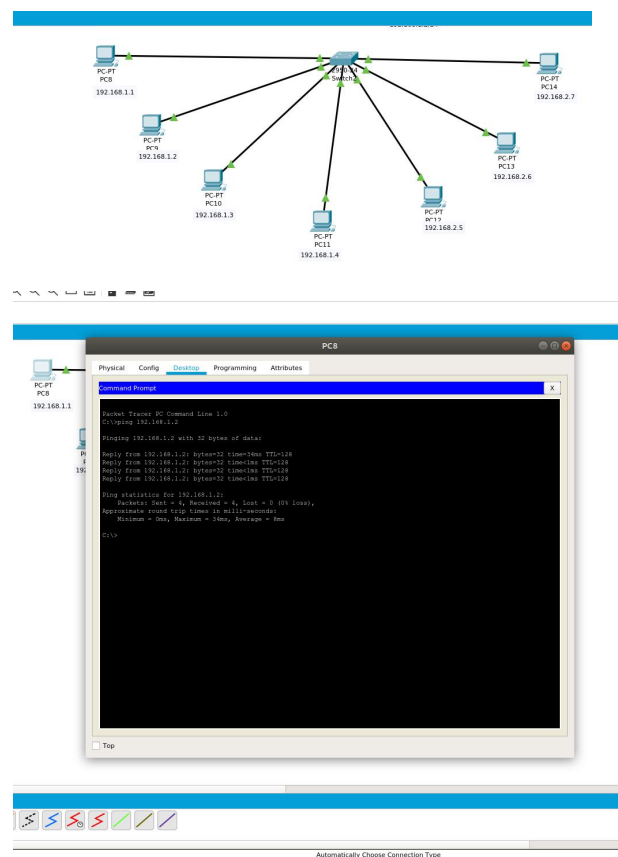 PC-PT
PC8
192.168.1.1
2950-24
Switch2
PC-PT
PC14
192.168.2.7
PC-PT
PC9
192.168.1.2
PC-PT
PC13
192.168.2.6
PC-PT
PC10
192.168.1.3
PC-PT
PC12
192.168.2.5
PC-PT
PC11
192.168.1.4
PC8
Physical Config Desktop Programming Attributes
Command Prompt X
Packet Tracer PC Command Line 1.0
C:\>ping 192.168.1.2
Pinging 192.168.1.2 with 32 bytes of data:
Reply from 192.168.1.2: bytes=32 time=34ms TTL=128
Reply from 192.168.1.2: bytes=32 time<1ms TTL=128
Reply from 192.168.1.2: bytes=32 time<1ms TTL=128
Reply from 192.168.1.2: bytes=32 time<1ms TTL=128
Ping statistics for 192.168.1.2:
Packets: Sent = 4, Received = 4, Lost = 0 (0% loss),
Approximate round trip times in milli-seconds:
Minimum = 0ms, Maximum = 34ms, Average = 8ms
C:\>
PC-PT
PC8
192.168.1.1
Top
Automatically Choose Connection Type